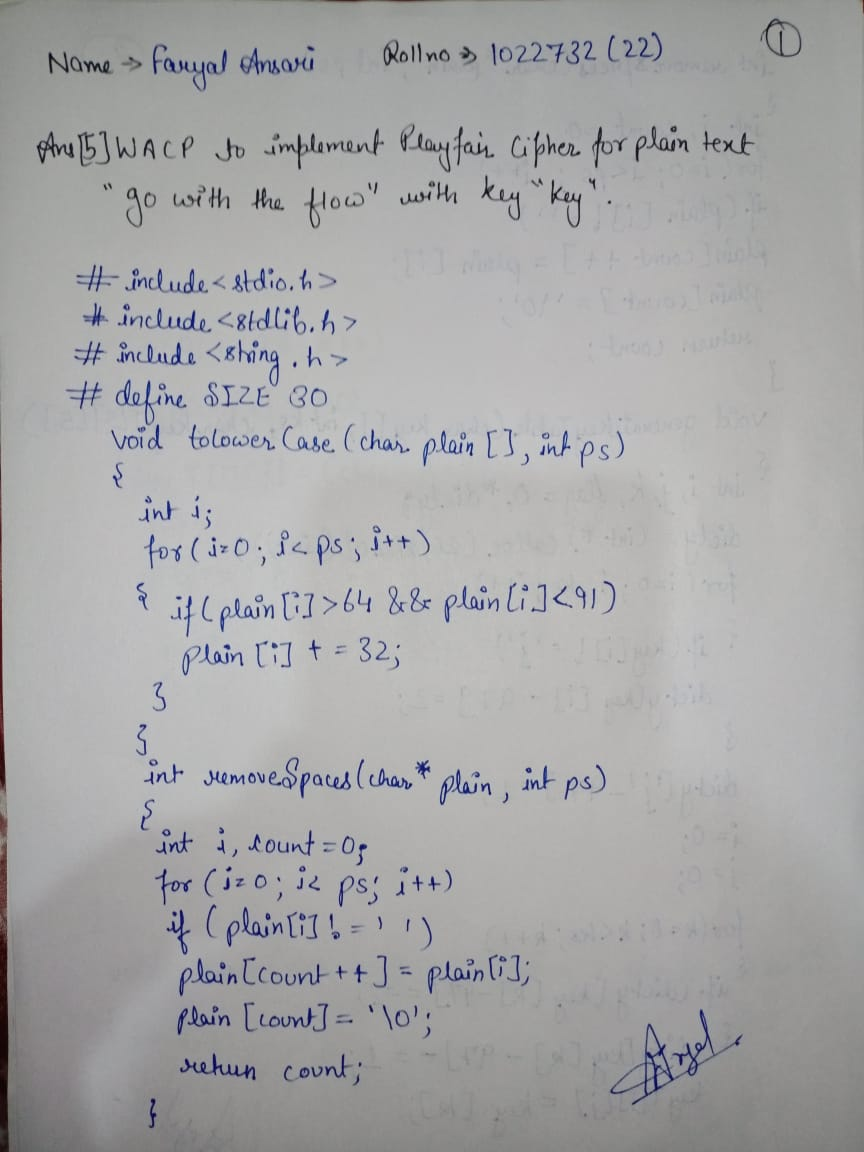 Name → Faryal Ansari Rollno → 1022732 (22) 1
Ans[5] WACP to implement Playfair Cipher for plain text
"go with the flow" with key "key".
# include <stdio.h>
# include <stdlib.h>
# include <string.h>
# define SIZE 30
void tolowerCase (char plain [], int ps)
{
int i;
for (i=0; i< ps; i++)
{ if (plain [i] >64 && plain [i] <91)
plain [i] += 32;
}
}
int removeSpaces (char* plain, int ps)
{
int i, count =0;
for (i=0; i< ps; i++)
if (plain[i] != ' ')
plain[count ++] = plain[i];
plain [count] = '\0';
return count;
}